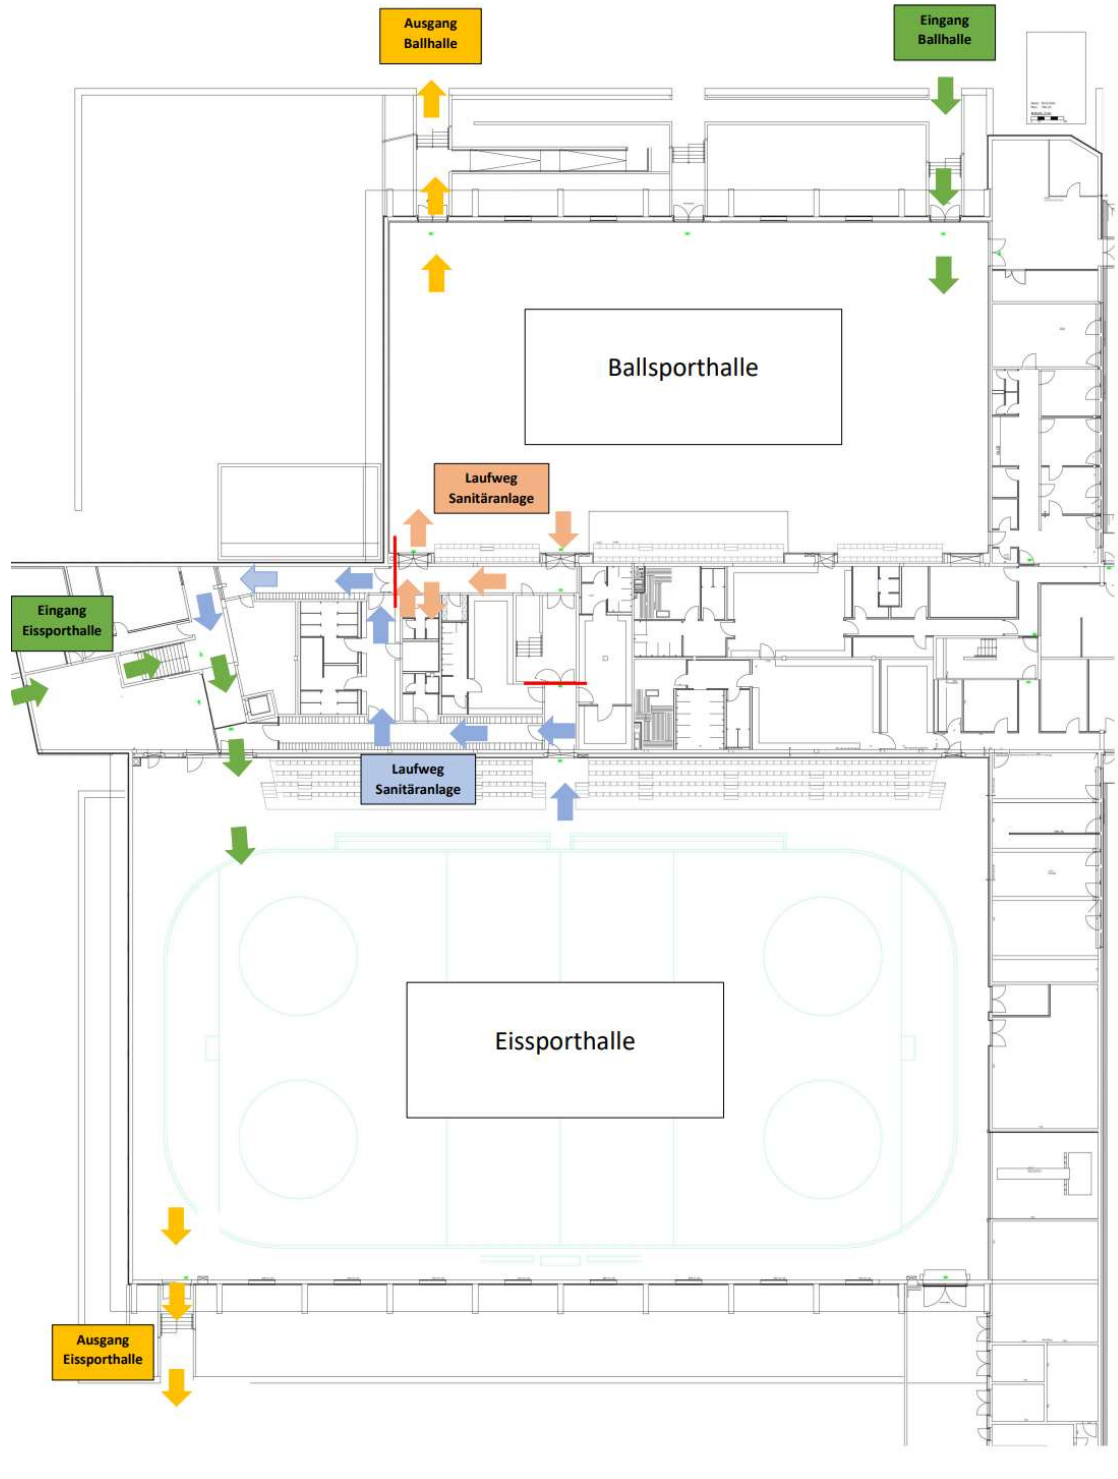 Ausgang
Ballhalle
Eingang
Ballhalle
Ballsporthalle
Laufweg
Sanitäranlage
Eingang
Eissporthalle
Laufweg
Sanitäranlage
Eissporthalle
Ausgang
Eissporthalle